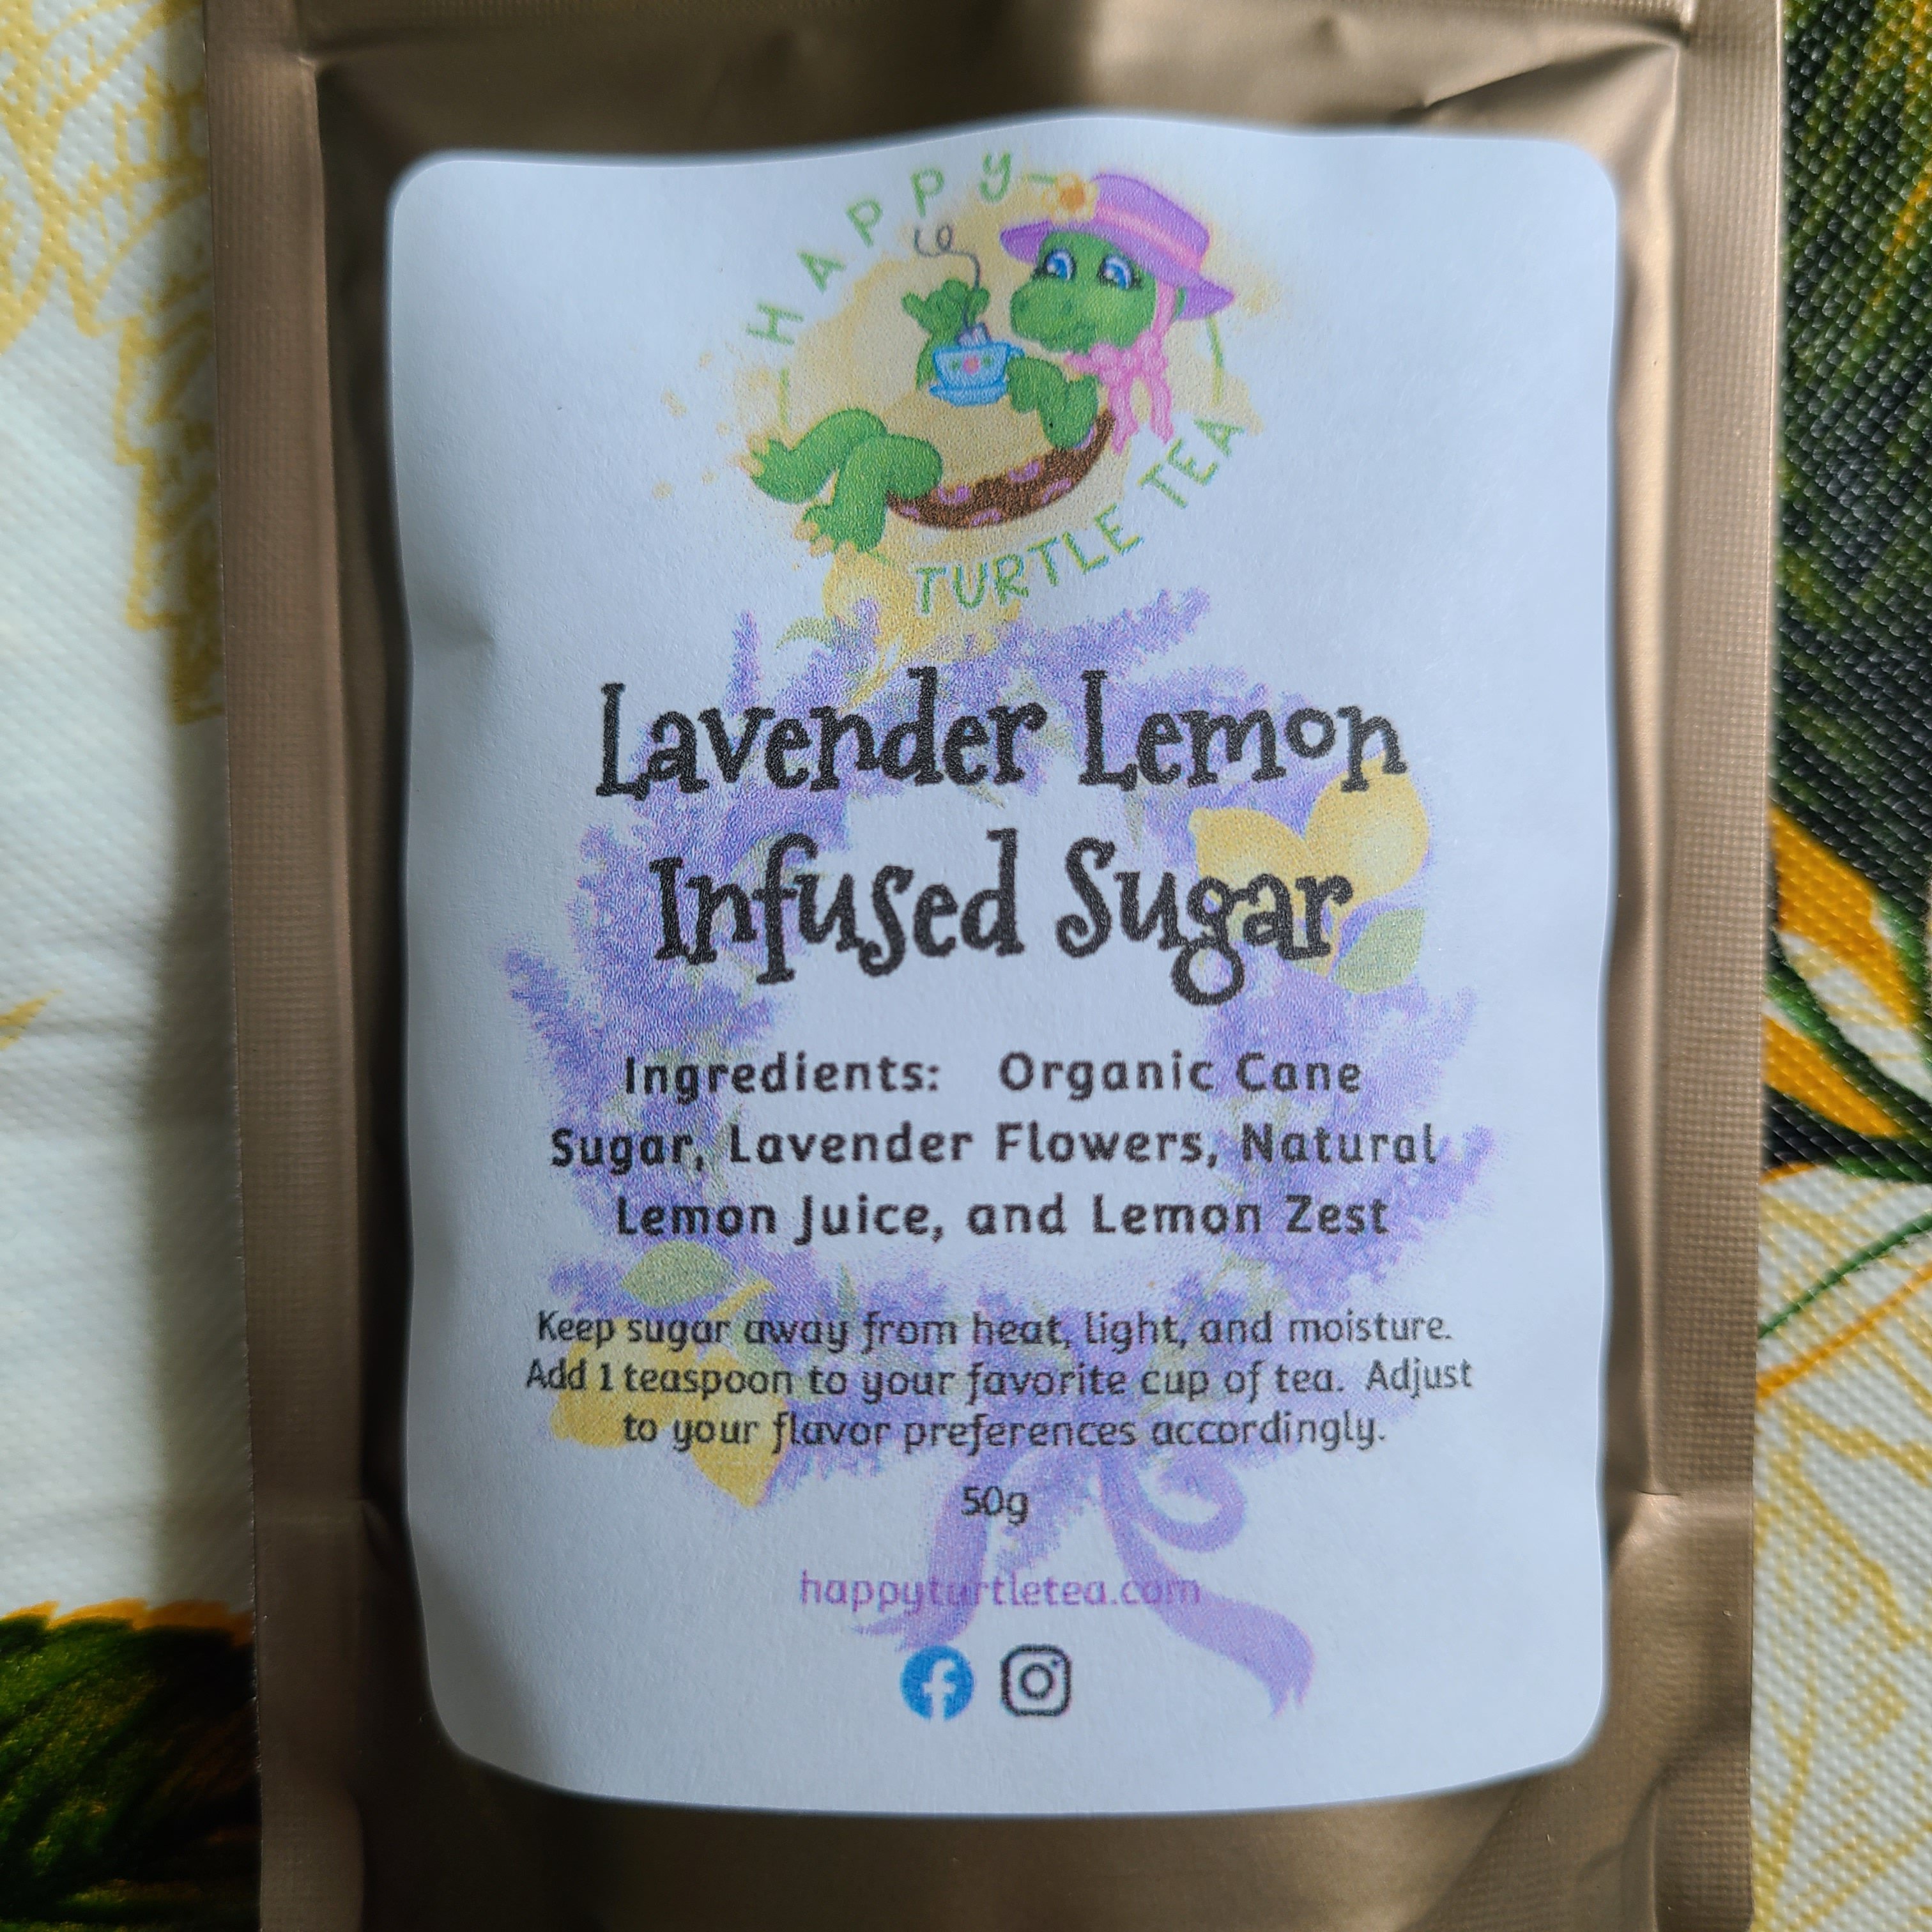 HAPPY
TURTLE TEA
Lavender Lemon
Infused Sugar
Ingredients: Organic Cane
Sugar, Lavender Flowers, Natural
Lemon Juice, and Lemon Zest
Keep sugar away from heat, light, and moisture.
Add 1 teaspoon to your favorite cup of tea. Adjust
to your flavor preferences accordingly.
50g
happyturtletea.com